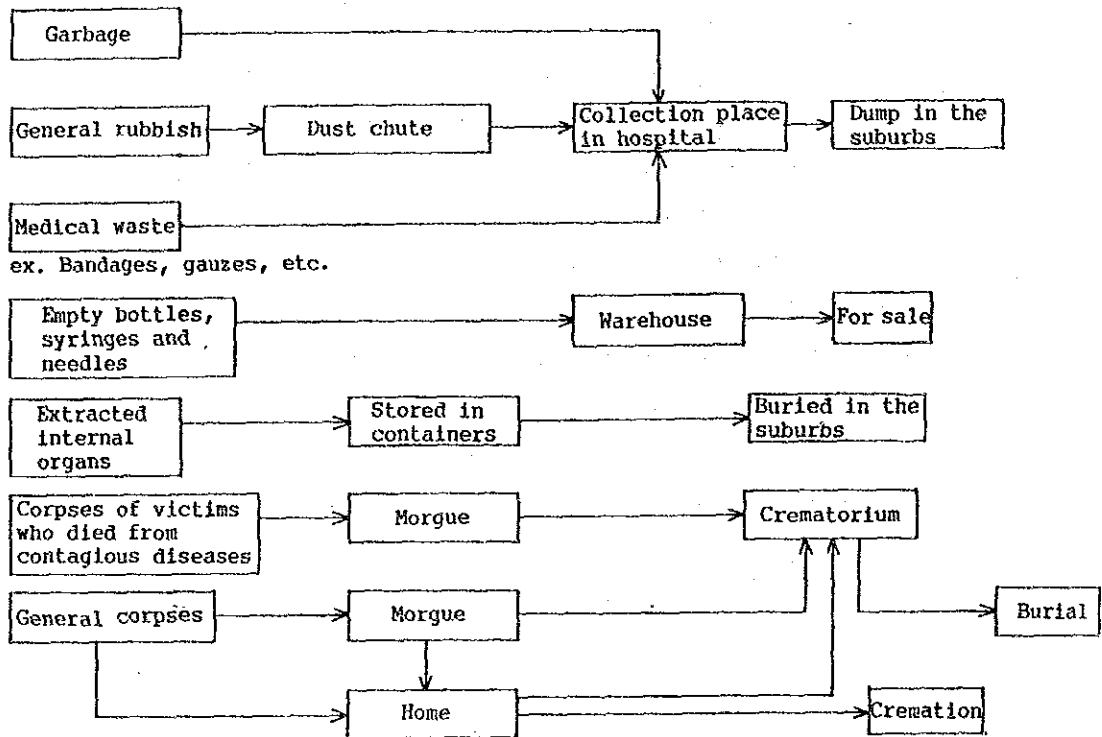 Garbage
General rubbish
Dust chute
Collection place
in hospital
Dump in the
suburbs
Medical waste
ex. Bandages, gauzes, etc.
Empty bottles,
syringes and
needles
Warehouse
For sale
Extracted
internal
organs
Stored in
containers
Buried in the
suburbs
Corpses of victims
who died from
contagious diseases
Morgue
Crematorium
General corpses
Morgue
Burial
Home
Cremation